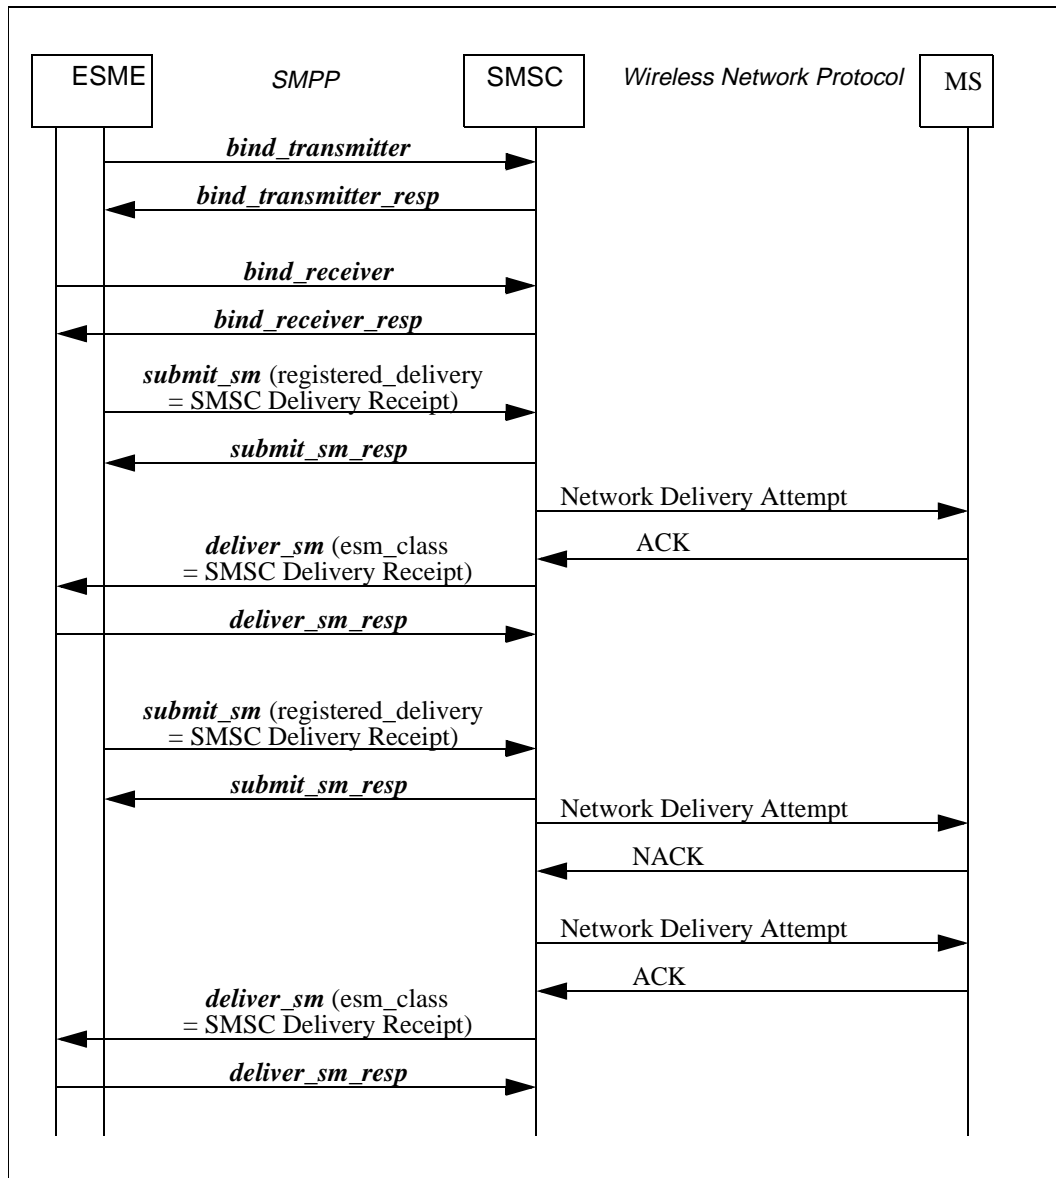 ESME
SMPP
SMSC
Wireless Network Protocol
MS
bind_transmitter
bind_transmitter_resp
bind_receiver
bind_receiver_resp
submit_sm (registered_delivery
= SMSC Delivery Receipt)
submit_sm_resp
Network Delivery Attempt
ACK
deliver_sm (esm_class
= SMSC Delivery Receipt)
deliver_sm_resp
submit_sm (registered_delivery
= SMSC Delivery Receipt)
submit_sm_resp
Network Delivery Attempt
NACK
Network Delivery Attempt
ACK
deliver_sm (esm_class
= SMSC Delivery Receipt)
deliver_sm_resp